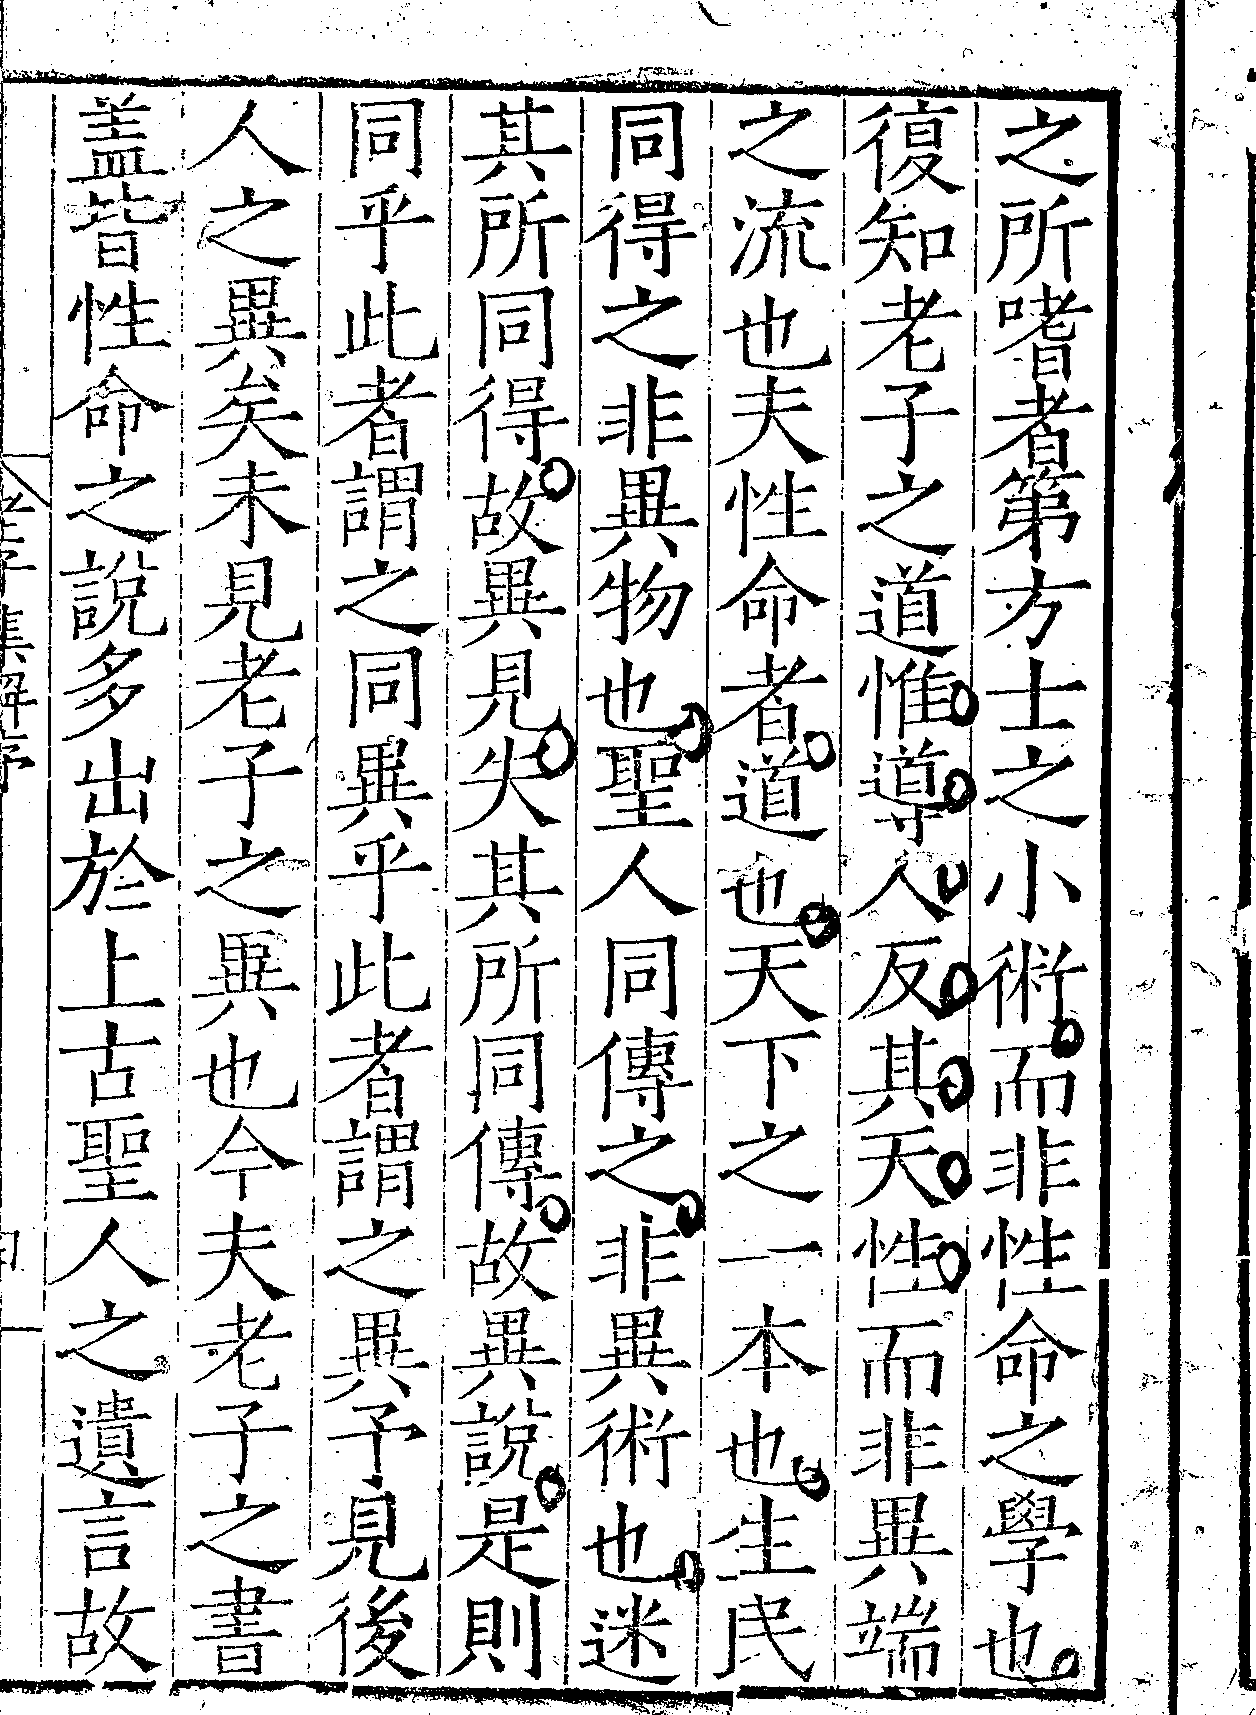 之所嗜者第方士之小術而非性命之學也
復知老子之道惟導人反其天性而非異端
之流也夫性命者道也天下之一本也生民
同得之非異物也聖人同傳之非異術也迷
其所同得故異見失其所同傳故異說是則
同乎此者謂之同異乎此者謂之異予見後
人之異矣未見老子之異也今夫老子之書
盖皆性命之說多出於上古聖人之遺言故
老子集解序